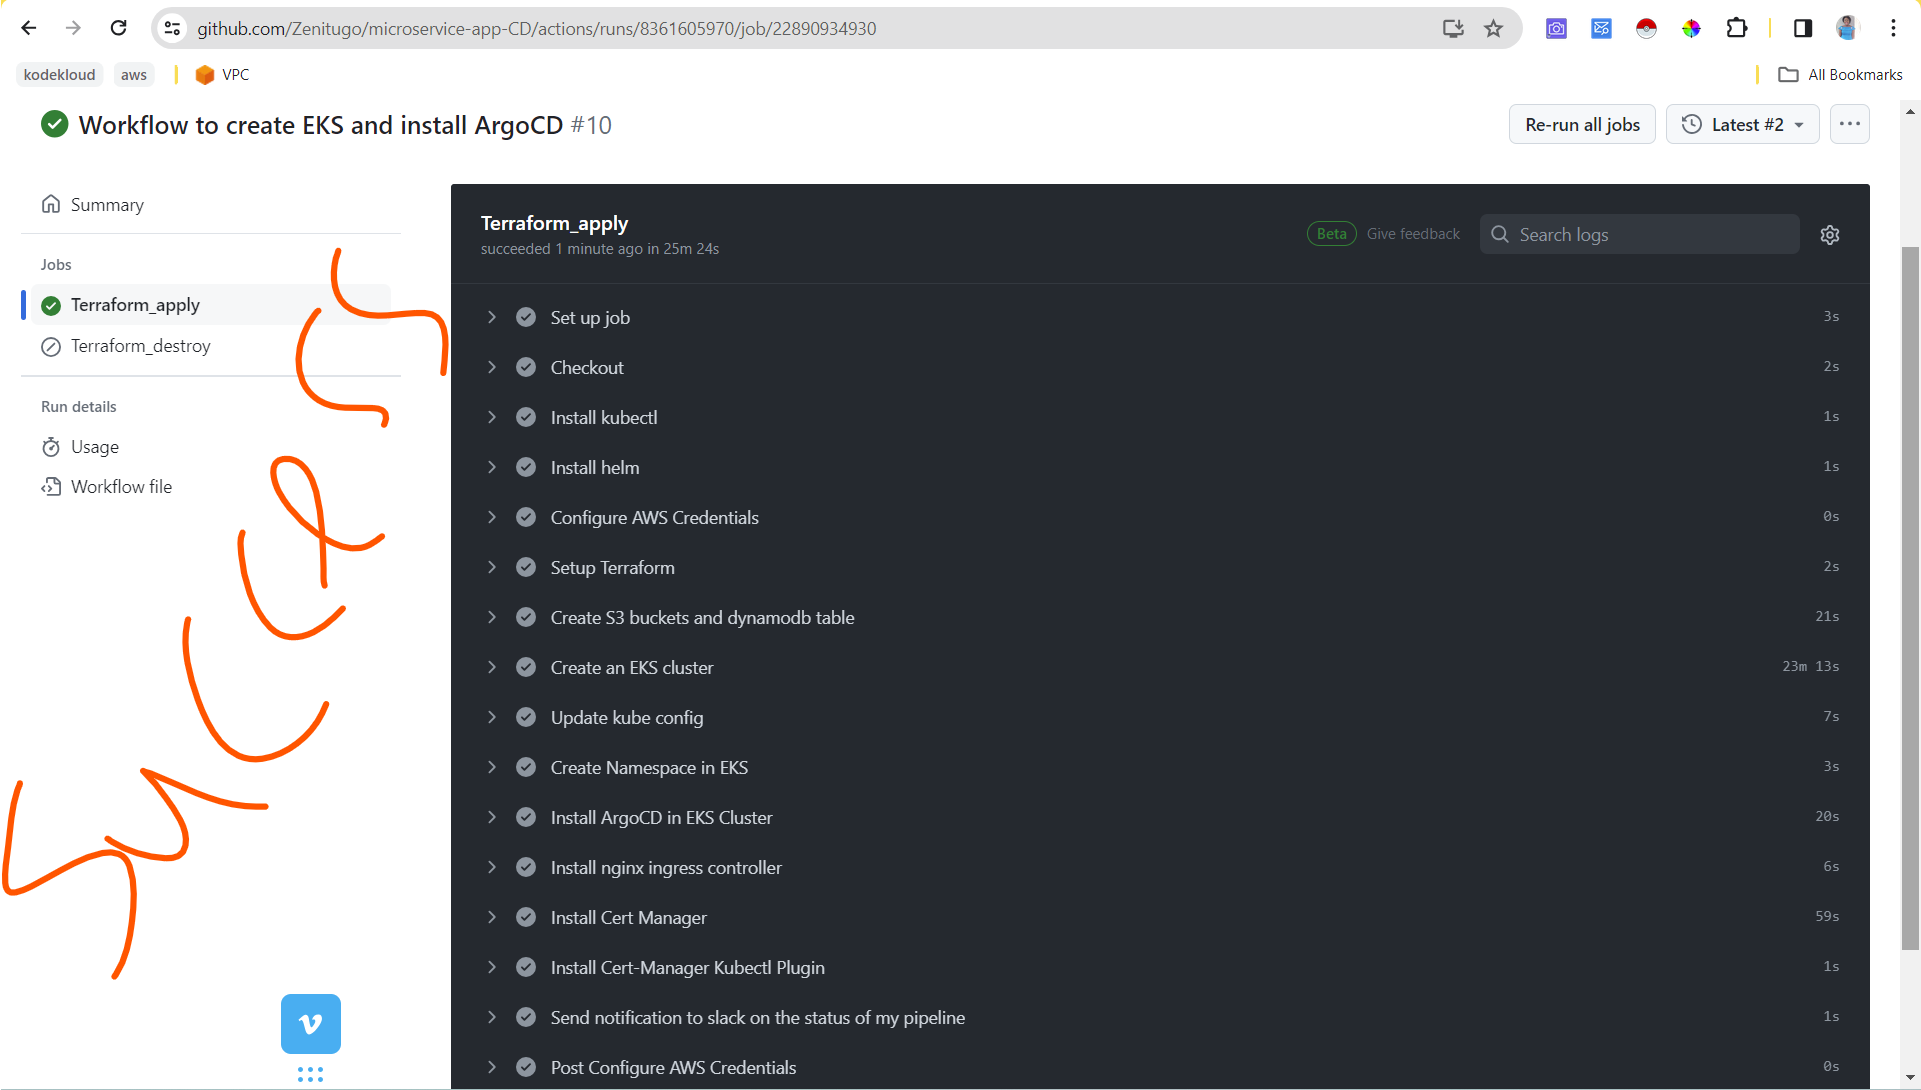 github.com/Zenitugo/microservice-app-CD/actions/runs/8361605970/job/22890934930
kodekloud aws VPC All Bookmarks
Workflow to create EKS and install ArgoCD #10
Re-run all jobs Latest #2
Summary
Jobs
Terraform_apply
Terraform_destroy
Run details
Usage
Workflow file
Success
Terraform_apply
succeeded 1 minute ago in 25m 24s
Beta Give feedback Search logs
Set up job 3s
Checkout 2s
Install kubectl 1s
Install helm 1s
Configure AWS Credentials 0s
Setup Terraform 2s
Create S3 buckets and dynamodb table 21s
Create an EKS cluster 23m 13s
Update kube config 7s
Create Namespace in EKS 3s
Install ArgoCD in EKS Cluster 20s
Install nginx ingress controller 6s
Install Cert Manager 59s
Install Cert-Manager Kubectl Plugin 1s
Send notification to slack on the status of my pipeline 1s
Post Configure AWS Credentials 0s